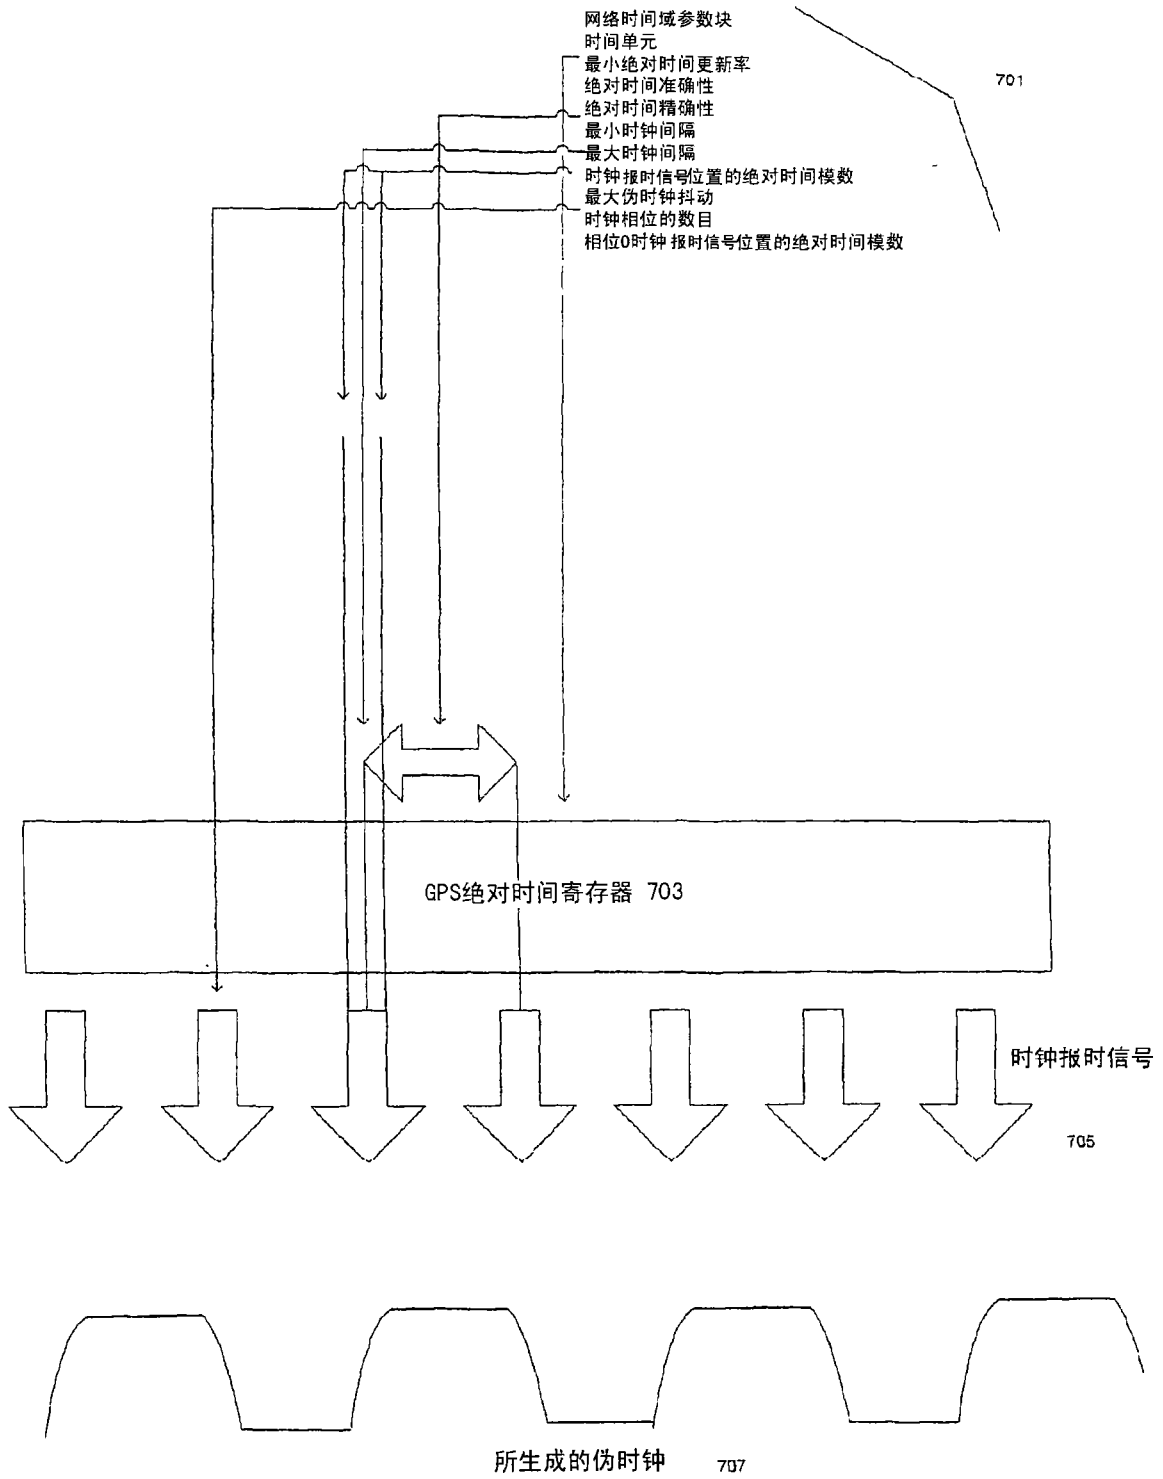 网络时间域参数块
时间单元
最小绝对时间更新率
701
绝对时间准确性
绝对时间精确性
最小时钟间隔
最大时钟间隔
时钟报时信号位置的绝对时间模数
最大伪时钟抖动
时钟相位的数目
相位0时钟报时信号位置的绝对时间模数
GPS绝对时间寄存器 703
时钟报时信号
705
所生成的伪时钟 707